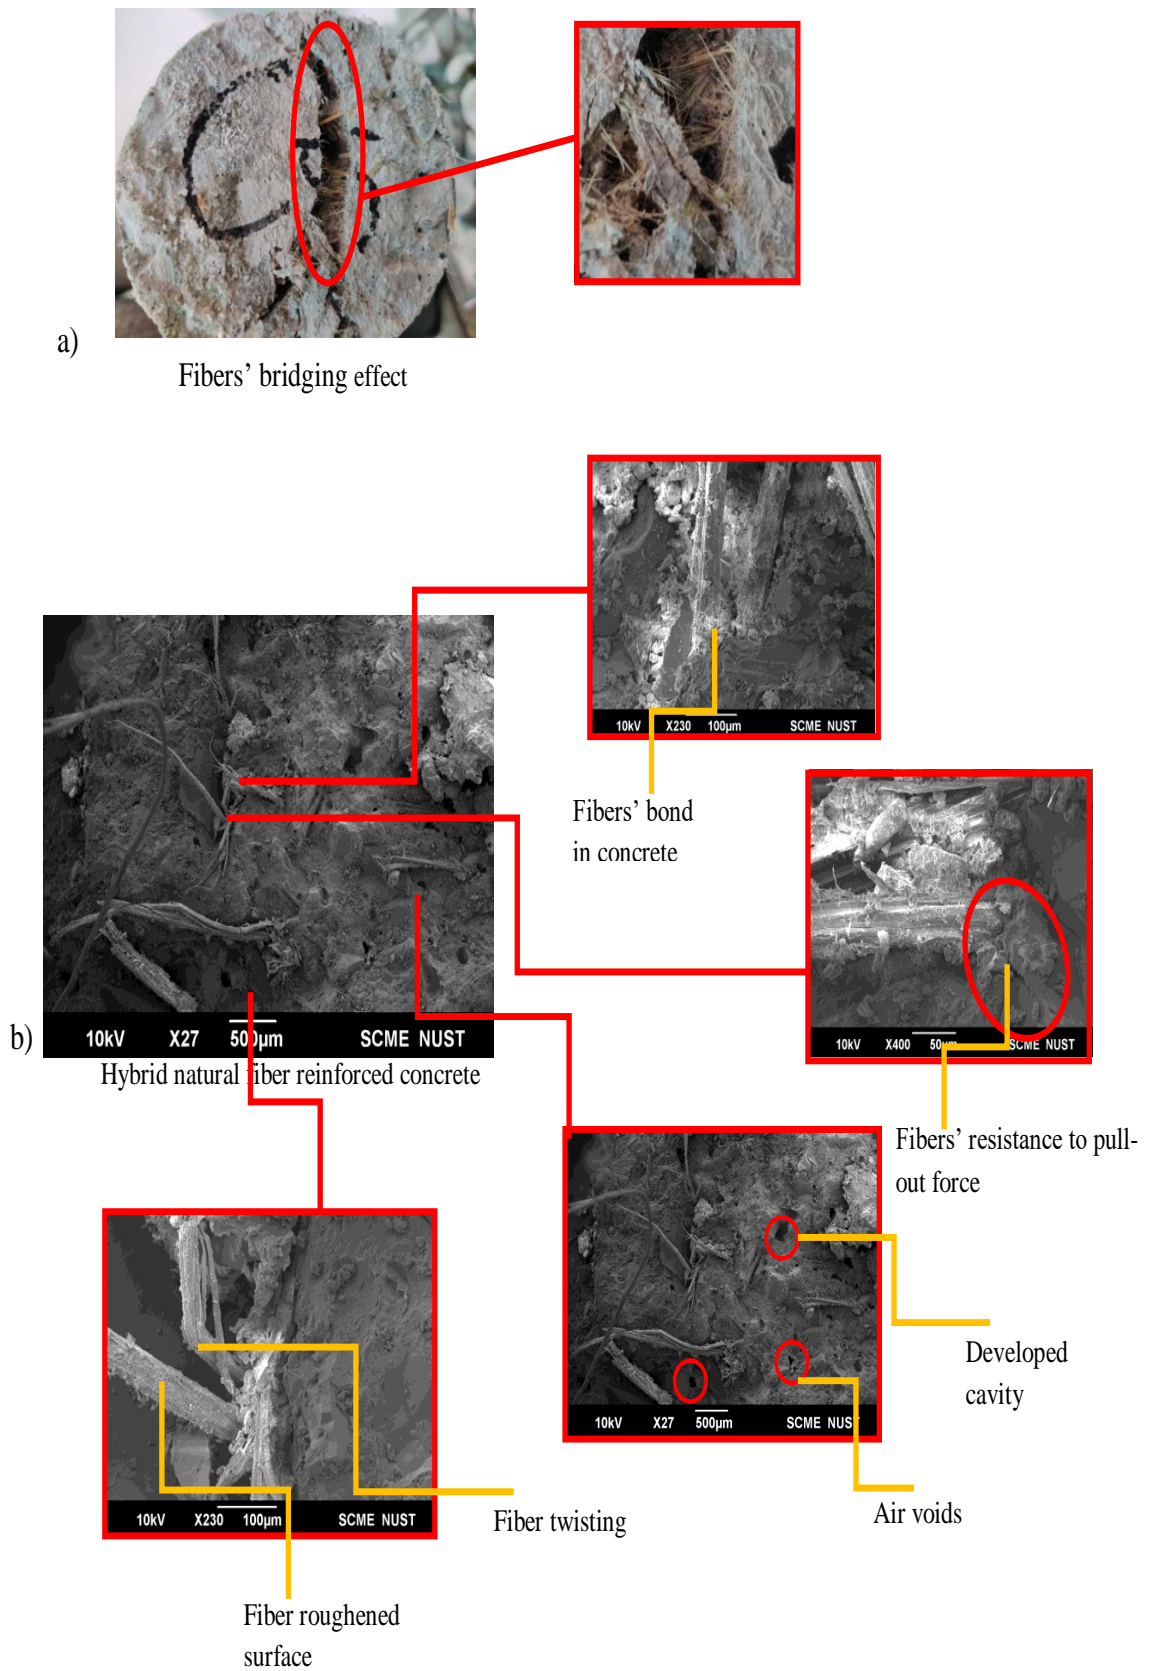 a)
Fibers’ bridging effect
10kV X230 100µm SCME NUST
Fibers’ bond
in concrete
10kV X400 50µm SCME NUST
Fibers’ resistance to pull-
out force
b)
10kV X27 500µm SCME NUST
Hybrid natural fiber reinforced concrete
10kV X27 500µm SCME NUST
Developed
cavity
Air voids
10kV X230 100µm SCME NUST
Fiber twisting
Fiber roughened
surface